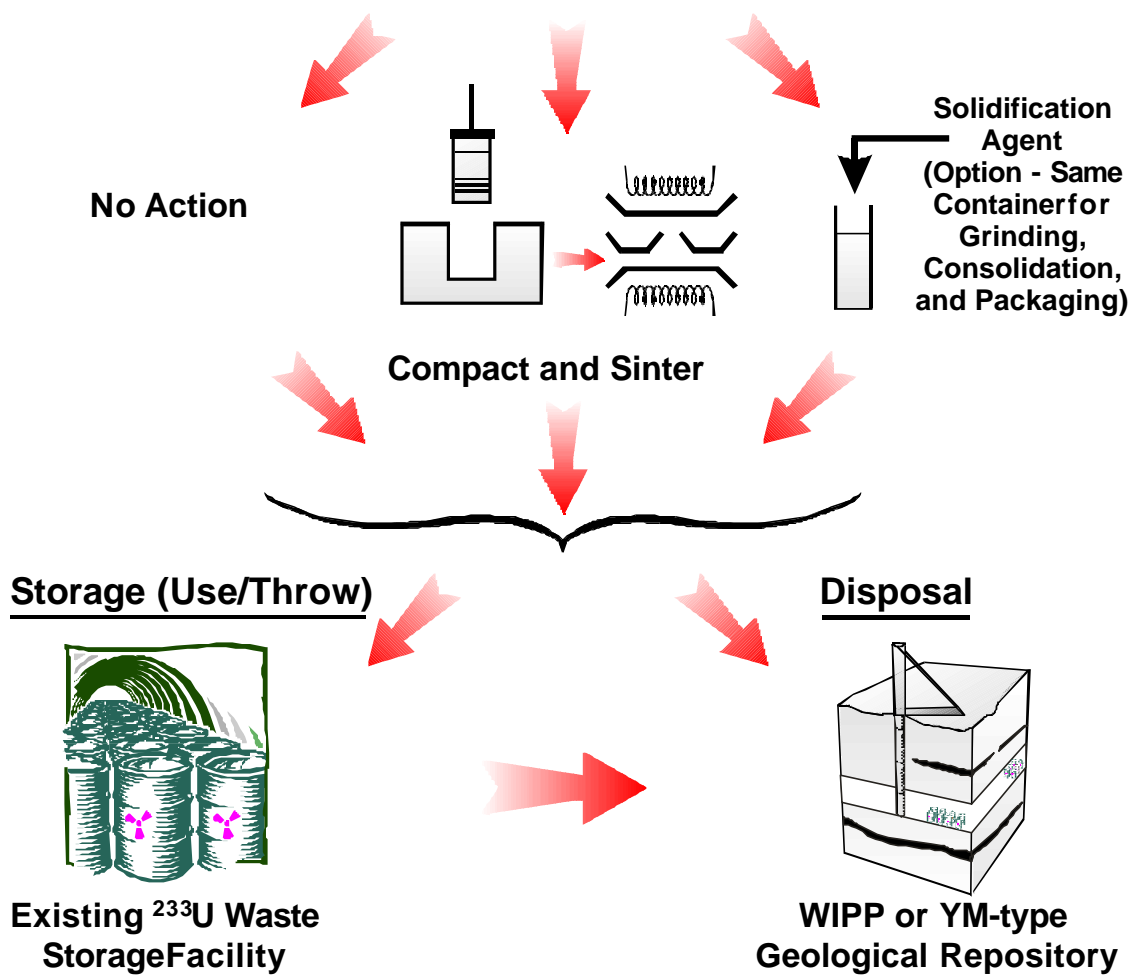 No Action
Compact and Sinter
Solidification
Agent
(Option - Same
Containerfor
Grinding,
Consolidation,
and Packaging)
Storage (Use/Throw)
Existing ²³³U Waste
StorageFacility
Disposal
WIPP or YM-type
Geological Repository